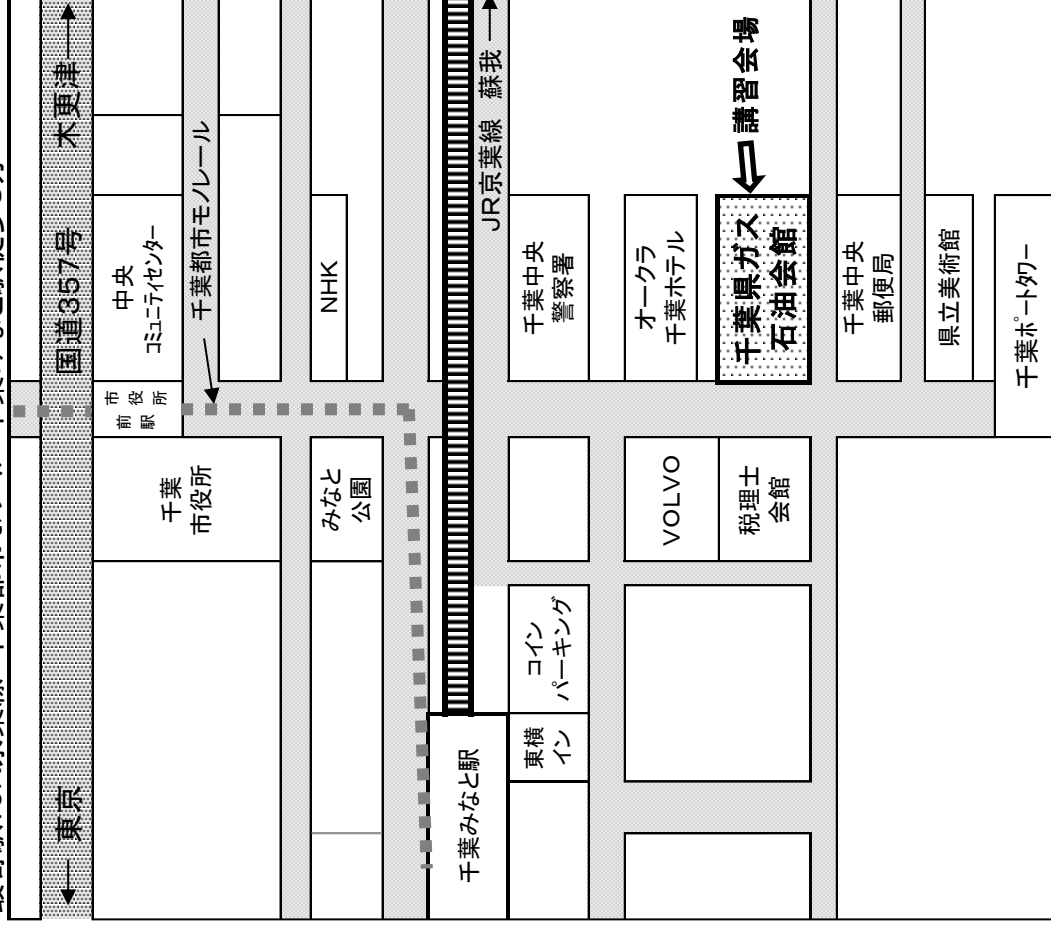 ← 東京
国道357号
木更津 →
中央
コミュニティセンター
千葉都市モノレール
市役所
前駅
千葉
市役所
NHK
みなと
公園
JR京葉線 蘇我 →
千葉みなと駅
千葉中央
警察署
コイン
パーキング
東横
イン
オークラ
千葉ホテル
VOLVO
千葉県ガス
石油会館
講習会場
税理士
会館
千葉中央
郵便局
県立美術館
千葉ポートタワー